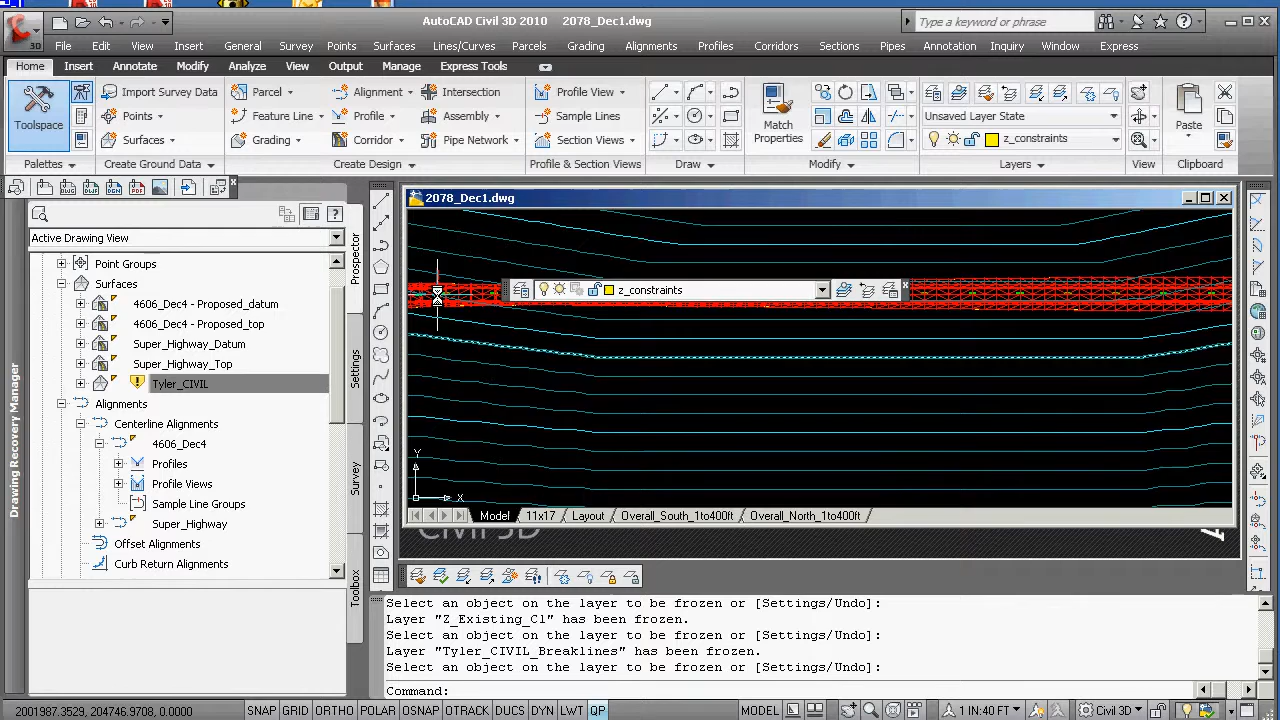 AutoCAD Civil 3D 2010 2078_Dec1.dwg
Type a keyword or phrase
3D
File Edit View Insert General Survey Points Surfaces Lines/Curves Parcels Grading Alignments Profiles Corridors Sections Pipes Annotation Inquiry Window Express
Home Insert Annotate Modify Analyze View Output Manage Express Tools
Toolspace
Import Survey Data
Points
Surfaces
Parcel
Feature Line
Grading
Alignment
Profile
Corridor
Intersection
Assembly
Pipe Network
Profile View
Sample Lines
Section Views
Match
Properties
Unsaved Layer State
z_constraints
Paste
Palettes
Create Ground Data
Create Design
Profile & Section Views
Draw
Modify
Layers
View
Clipboard
2078_Dec1.dwg
Active Drawing View
Point Groups
Surfaces
4606_Dec4 - Proposed_datum
4606_Dec4 - Proposed_top
Super_Highway_Datum
Super_Highway_Top
Tyler_CIVIL
Alignments
Centerline Alignments
4606_Dec4
Profiles
Profile Views
Sample Line Groups
Super_Highway
Offset Alignments
Curb Return Alignments
Prospector
Settings
Survey
Toolbox
Drawing Recovery Manager
z_constraints
Y
X
Model 11x17 Layout Overall_South_1to400ft Overall_North_1to400ft
Select an object on the layer to be frozen or [Settings/Undo]:
Layer "Z_Existing_Cl" has been frozen.
Select an object on the layer to be frozen or [Settings/Undo]:
Layer "Tyler_CIVIL_Breaklines" has been frozen.
Select an object on the layer to be frozen or [Settings/Undo]:
Command:
2001987.3529, 204746.9708, 0.0000 SNAP GRID ORTHO POLAR OSNAP OTRACK DUCS DYN LWT QP MODEL 1 IN:40 Civil 3D